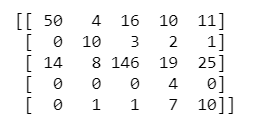 [[ 50   4  16  10  11]
 [  0  10   3   2   1]
 [ 14   8 146  19  25]
 [  0   0   0   4   0]
 [  0   1   1   7  10]]